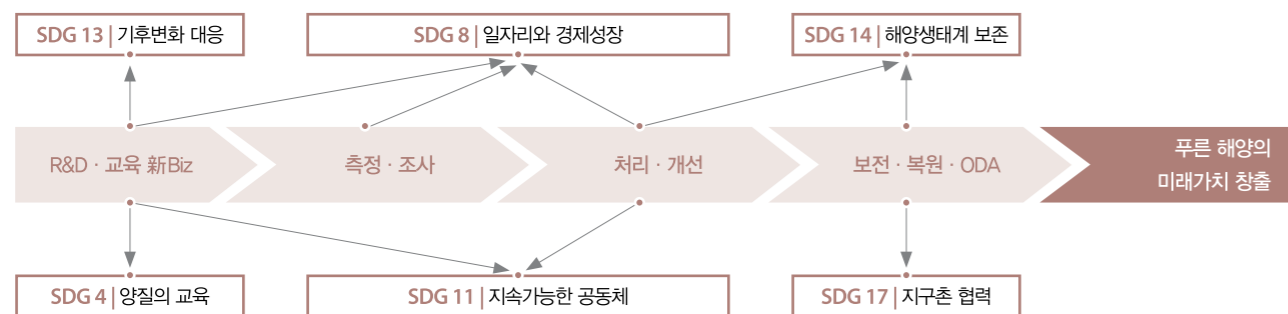 SDG 13 | 기후변화 대응
SDG 8 | 일자리와 경제성장
SDG 14 | 해양생태계 보존
R&D · 교육 新Biz
측정 · 조사
처리 · 개선
보전 · 복원 · ODA
푸른 해양의
미래가치 창출
SDG 4 | 양질의 교육
SDG 11 | 지속가능한 공동체
SDG 17 | 지구촌 협력